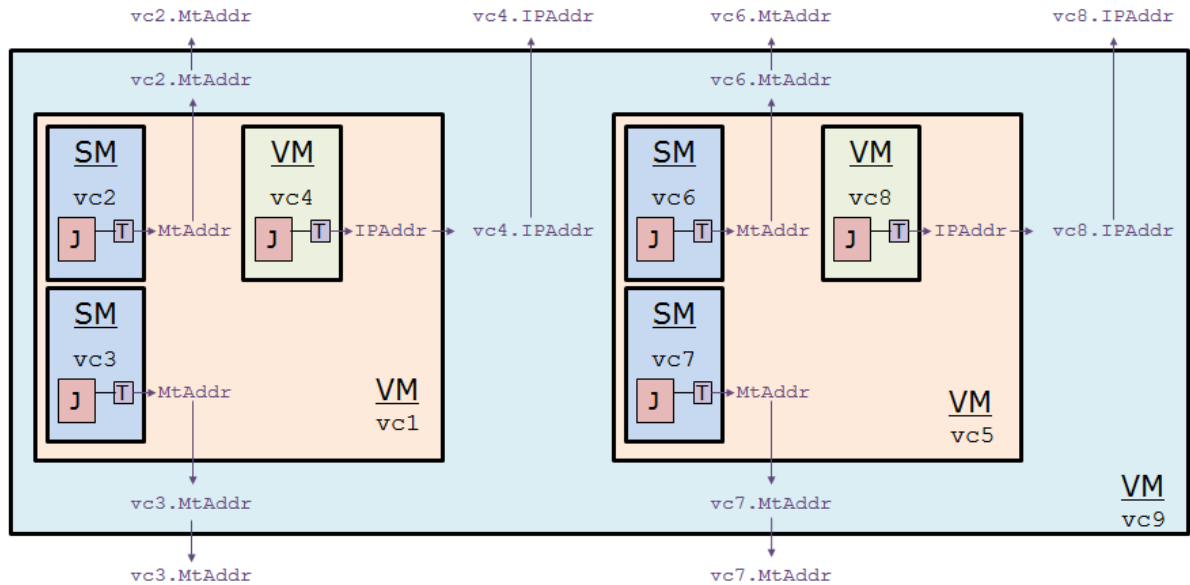 vc2.MtAddr vc4.IPAddr vc6.MtAddr vc8.IPAddr
vc2.MtAddr vc6.MtAddr
SM VM SM VM
vc2 vc4 vc6 vc8
J T MtAddr J T IPAddr vc4.IPAddr J T MtAddr J T IPAddr vc8.IPAddr
SM SM
vc3 vc7
J T MtAddr VM J T MtAddr VM
vc1 vc5
vc3.MtAddr vc7.MtAddr VM
vc9
vc3.MtAddr vc7.MtAddr